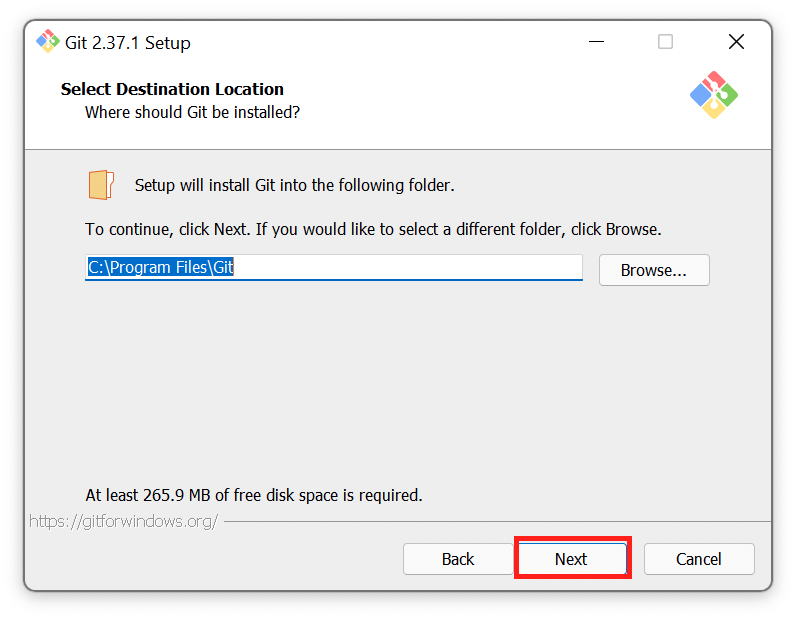 Git 2.37.1 Setup
Select Destination Location
Where should Git be installed?
Setup will install Git into the following folder.
To continue, click Next. If you would like to select a different folder, click Browse.
C:\Program Files\Git
Browse...
At least 265.9 MB of free disk space is required.
https://gitforwindows.org/
Back
Next
Cancel